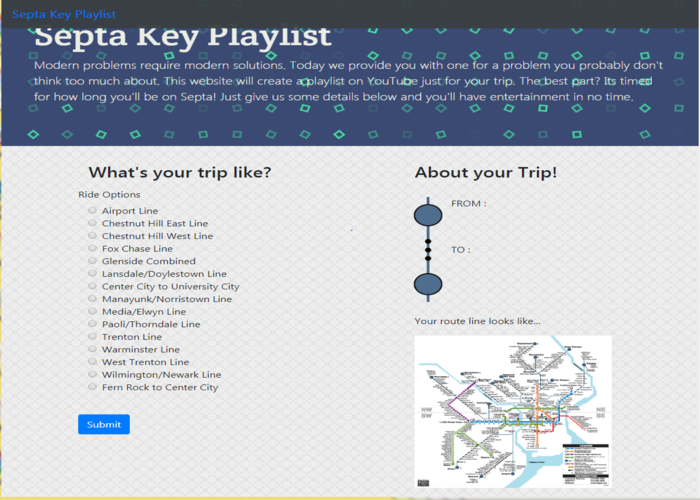 Septa Key Playlist
Septa Key Playlist
Modern problems require modern solutions. Today we provide you with one for a problem you probably don't
think too much about. This website will create a playlist on YouTube just for your trip. The best part? Its timed
for how long you'll be on Septa! Just give us some details below and you'll have entertainment in no time.
What's your trip like?
Ride Options
Airport Line
Chestnut Hill East Line
Chestnut Hill West Line
Fox Chase Line
Glenside Combined
Lansdale/Doylestown Line
Center City to University City
Manayunk/Norristown Line
Media/Elwyn Line
Paoli/Thorndale Line
Trenton Line
Warminster Line
West Trenton Line
Wilmington/Newark Line
Fern Rock to Center City
Submit
About your Trip!
FROM :
TO :
Your route line looks like...